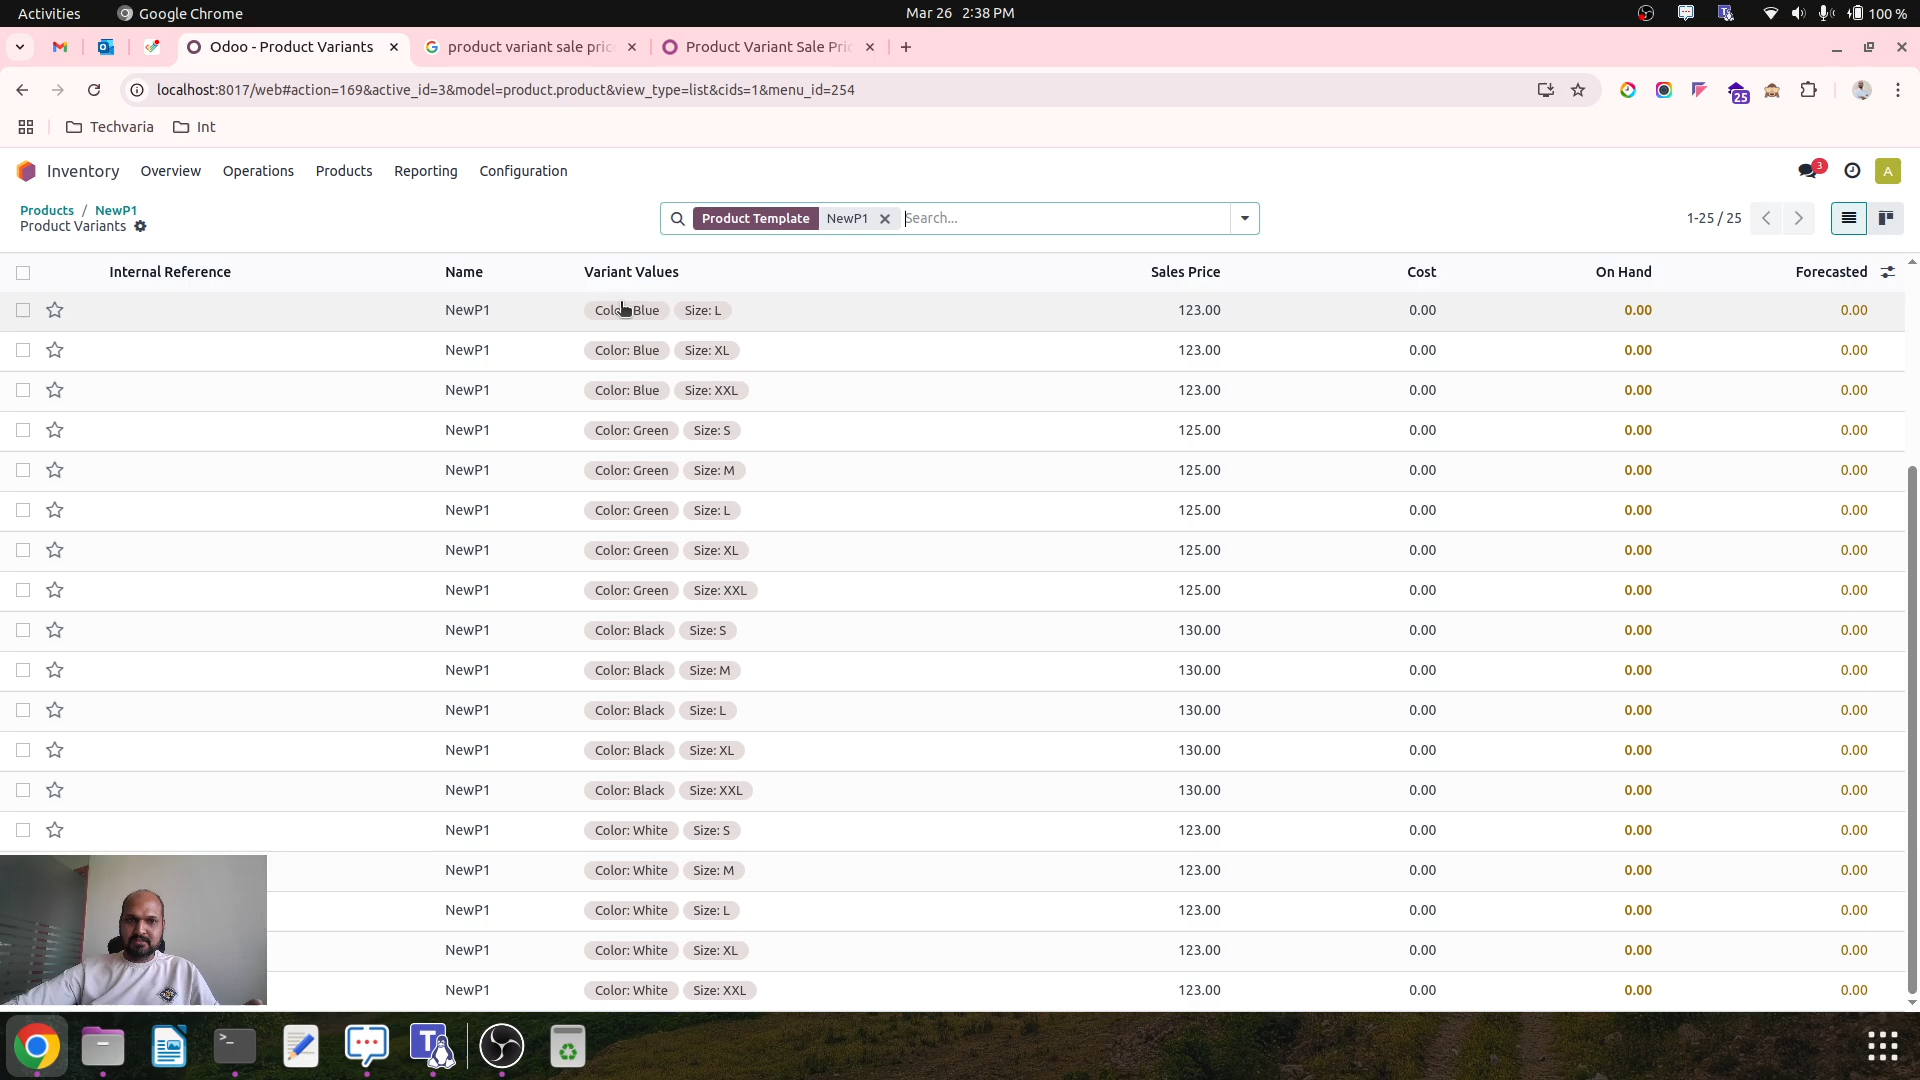 Activities Google Chrome Mar 26 2:38 PM 100 %
Odoo - Product Variants product variant sale pric Product Variant Sale Pric
localhost:8017/web#action=169&active_id=3&model=product.product&view_type=list&cids=1&menu_id=254 25
Techvaria Int
Inventory Overview Operations Products Reporting Configuration 3 A
Products / NewP1
Product Variants
Product Template NewP1 Search... 1-25 / 25
Internal Reference Name Variant Values Sales Price Cost On Hand Forecasted
NewP1 Color: Blue Size: L 123.00 0.00 0.00 0.00
NewP1 Color: Blue Size: XL 123.00 0.00 0.00 0.00
NewP1 Color: Blue Size: XXL 123.00 0.00 0.00 0.00
NewP1 Color: Green Size: S 125.00 0.00 0.00 0.00
NewP1 Color: Green Size: M 125.00 0.00 0.00 0.00
NewP1 Color: Green Size: L 125.00 0.00 0.00 0.00
NewP1 Color: Green Size: XL 125.00 0.00 0.00 0.00
NewP1 Color: Green Size: XXL 125.00 0.00 0.00 0.00
NewP1 Color: Black Size: S 130.00 0.00 0.00 0.00
NewP1 Color: Black Size: M 130.00 0.00 0.00 0.00
NewP1 Color: Black Size: L 130.00 0.00 0.00 0.00
NewP1 Color: Black Size: XL 130.00 0.00 0.00 0.00
NewP1 Color: Black Size: XXL 130.00 0.00 0.00 0.00
NewP1 Color: White Size: S 123.00 0.00 0.00 0.00
NewP1 Color: White Size: M 123.00 0.00 0.00 0.00
NewP1 Color: White Size: L 123.00 0.00 0.00 0.00
NewP1 Color: White Size: XL 123.00 0.00 0.00 0.00
NewP1 Color: White Size: XXL 123.00 0.00 0.00 0.00